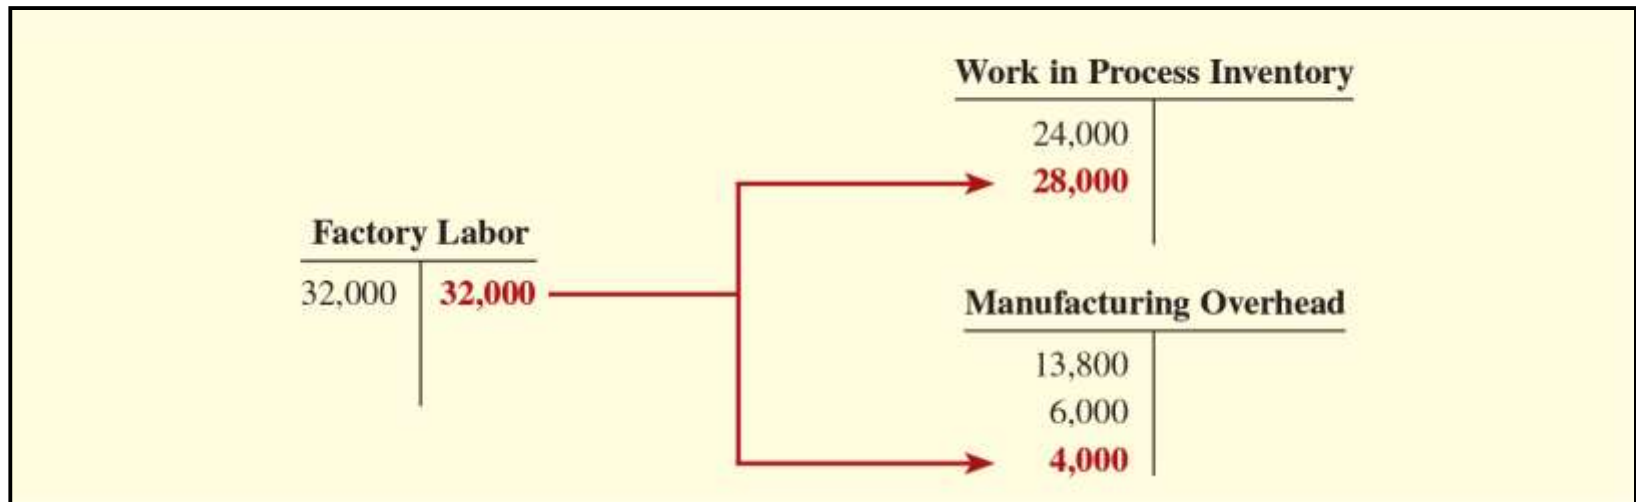 Work in Process Inventory
24,000
28,000
Factory Labor
32,000 32,000
Manufacturing Overhead
13,800
6,000
4,000